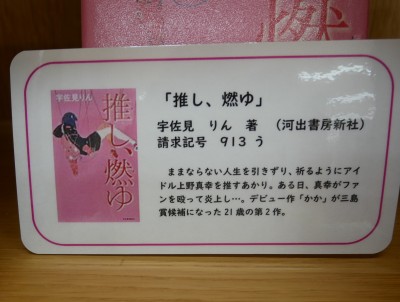 燃
「推し、燃ゆ」
宇佐見　りん　著　（河出書房新社）
請求記号　９１３　う
ままならない人生を引きずり、祈るようにアイ
ドル上野真幸を推すあかり。ある日、真幸がファ
ンを殴って炎上し…。デビュー作「かか」が三島
賞候補になった２１歳の第２作。
宇佐見りん
推し、燃ゆ